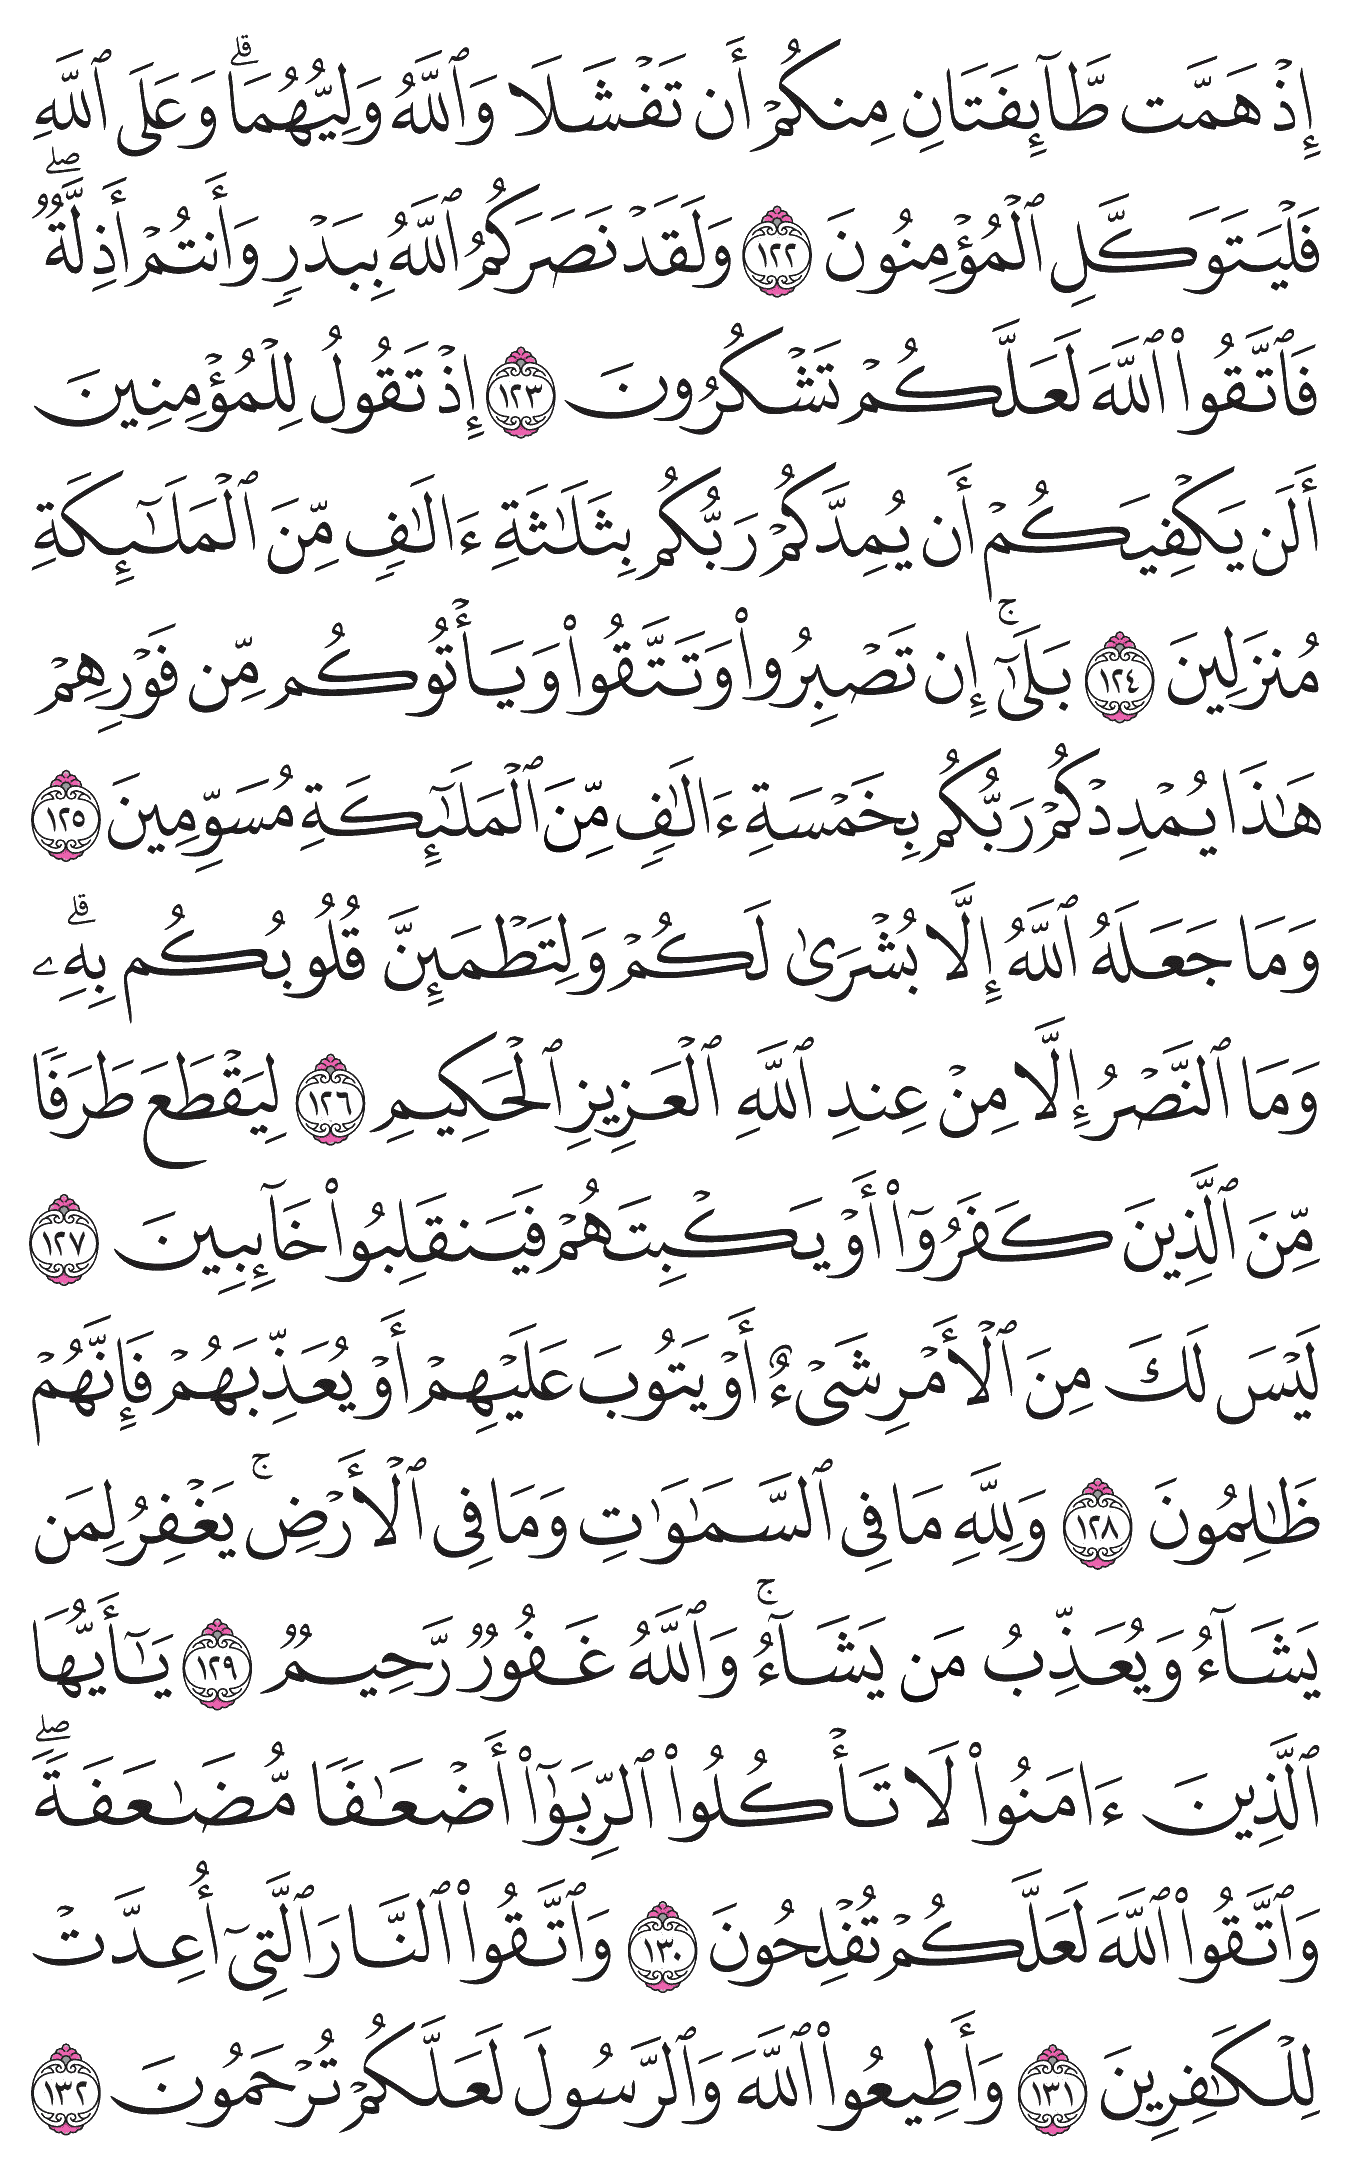 إِذۡ هَمَّت طَّآئِفَتَانِ مِنكُمۡ أَن تَفۡشَلَا وَٱللَّهُ وَلِيُّهُمَاۗ وَعَلَى ٱللَّهِ
فَلۡيَتَوَكَّلِ ٱلۡمُؤۡمِنُونَ ١٢٢ وَلَقَدۡ نَصَرَكُمُ ٱللَّهُ بِبَدۡرٖ وَأَنتُمۡ أَذِلَّةٞۖ
فَٱتَّقُواْ ٱللَّهَ لَعَلَّكُمۡ تَشۡكُرُونَ ١٢٣ إِذۡ تَقُولُ لِلۡمُؤۡمِنِينَ
أَلَن يَكۡفِيَكُمۡ أَن يُمِدَّكُمۡ رَبُّكُم بِثَلَٰثَةِ ءَالَٰفٖ مِّنَ ٱلۡمَلَٰٓئِكَةِ
مُنزَلِينَ ١٢٤ بَلَىٰٓۚ إِن تَصۡبِرُواْ وَتَتَّقُواْ وَيَأۡتُوكُم مِّن فَوۡرِهِمۡ
هَٰذَا يُمۡدِدۡكُمۡ رَبُّكُم بِخَمۡسَةِ ءَالَٰفٖ مِّنَ ٱلۡمَلَٰٓئِكَةِ مُسَوِّمِينَ ١٢٥
وَمَا جَعَلَهُ ٱللَّهُ إِلَّا بُشۡرَىٰ لَكُمۡ وَلِتَطۡمَئِنَّ قُلُوبُكُم بِهِۦۗ
وَمَا ٱلنَّصۡرُ إِلَّا مِنۡ عِندِ ٱللَّهِ ٱلۡعَزِيزِ ٱلۡحَكِيمِ ١٢٦ لِيَقۡطَعَ طَرَفٗا
مِّنَ ٱلَّذِينَ كَفَرُوٓاْ أَوۡ يَكۡبِتَهُمۡ فَيَنقَلِبُواْ خَآئِبِينَ ١٢٧
لَيۡسَ لَكَ مِنَ ٱلۡأَمۡرِ شَيۡءٌ أَوۡ يَتُوبَ عَلَيۡهِمۡ أَوۡ يُعَذِّبَهُمۡ فَإِنَّهُمۡ
ظَٰلِمُونَ ١٢٨ وَلِلَّهِ مَا فِي ٱلسَّمَٰوَٰتِ وَمَا فِي ٱلۡأَرۡضِۚ يَغۡفِرُ لِمَن
يَشَآءُ وَيُعَذِّبُ مَن يَشَآءُۚ وَٱللَّهُ غَفُورٞ رَّحِيمٞ ١٢٩ يَٰٓأَيُّهَا
ٱلَّذِينَ ءَامَنُواْ لَا تَأۡكُلُواْ ٱلرِّبَوٰٓاْ أَضۡعَٰفٗا مُّضَٰعَفَةٗۖ
وَٱتَّقُواْ ٱللَّهَ لَعَلَّكُمۡ تُفۡلِحُونَ ١٣٠ وَٱتَّقُواْ ٱلنَّارَ ٱلَّتِيٓ أُعِدَّتۡ
لِلۡكَٰفِرِينَ ١٣١ وَأَطِيعُواْ ٱللَّهَ وَٱلرَّسُولَ لَعَلَّكُمۡ تُرۡحَمُونَ ١٣٢